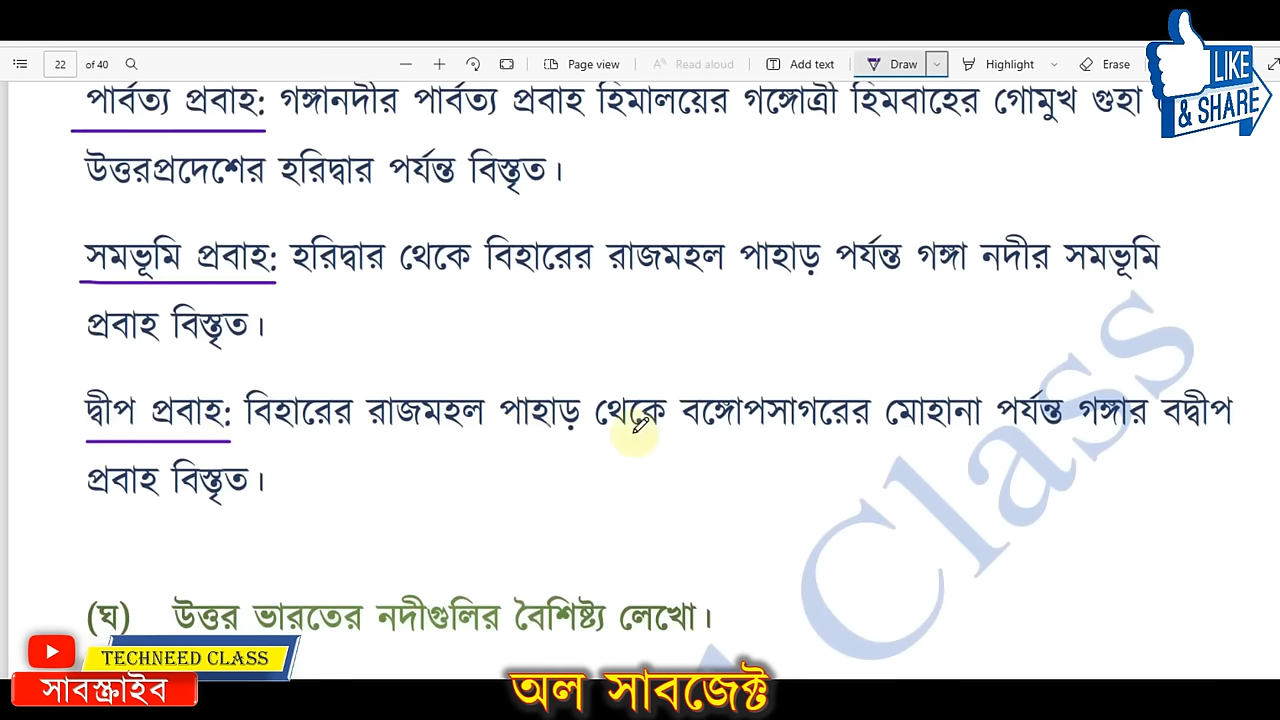 22 of 40 Page view Read aloud Add text Draw Highlight Erase
LIKE
& SHARE
পার্বত্য প্রবাহ: গঙ্গানদীর পার্বত্য প্রবাহ হিমালয়ের গঙ্গোত্রী হিমবাহের গোমুখ গুহা
উত্তরপ্রদেশের হরিদ্বার পর্যন্ত বিস্তৃত।
সমভূমি প্রবাহ: হরিদ্বার থেকে বিহারের রাজমহল পাহাড় পর্যন্ত গঙ্গা নদীর সমভূমি
প্রবাহ বিস্তৃত।
দ্বীপ প্রবাহ: বিহারের রাজমহল পাহাড় থেকে বঙ্গোপসাগরের মোহানা পর্যন্ত গঙ্গার বদ্বীপ
প্রবাহ বিস্তৃত।
Class
(ঘ) উত্তর ভারতের নদীগুলির বৈশিষ্ট্য লেখো।
TECHNEED CLASS
সাবস্ক্রাইব
অল সাবজেক্ট